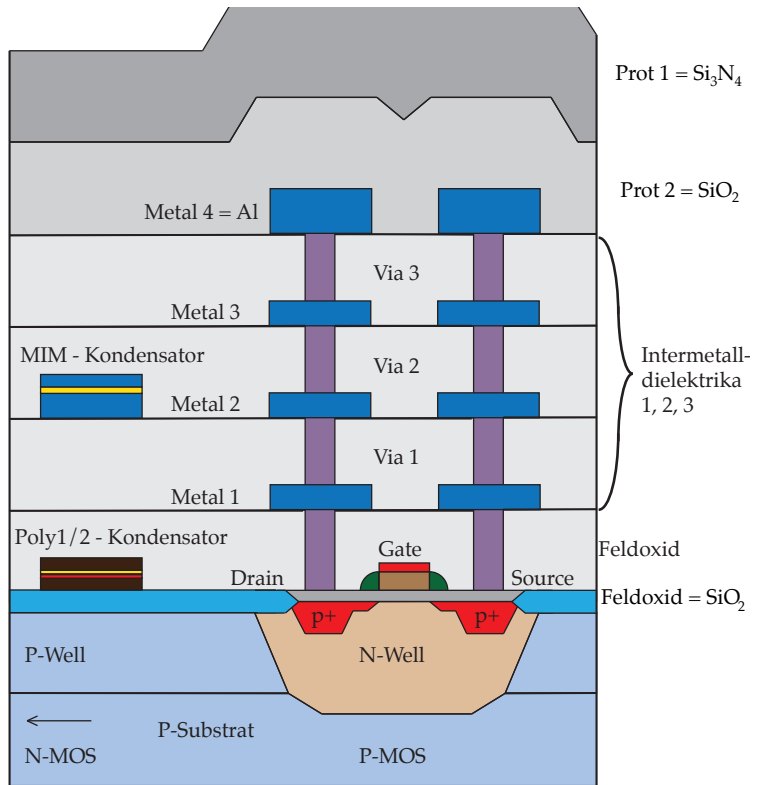 Prot 1 = Si₃N₄
Prot 2 = SiO₂
Metal 4 = Al
Via 3
Metal 3
MIM - Kondensator
Via 2
Intermetall-
dielektrika
1, 2, 3
Metal 2
Via 1
Metal 1
Poly1/2 - Kondensator
Gate
Feldoxid
Drain
Source
Feldoxid = SiO₂
p+
p+
P-Well
N-Well
P-Substrat
N-MOS
P-MOS